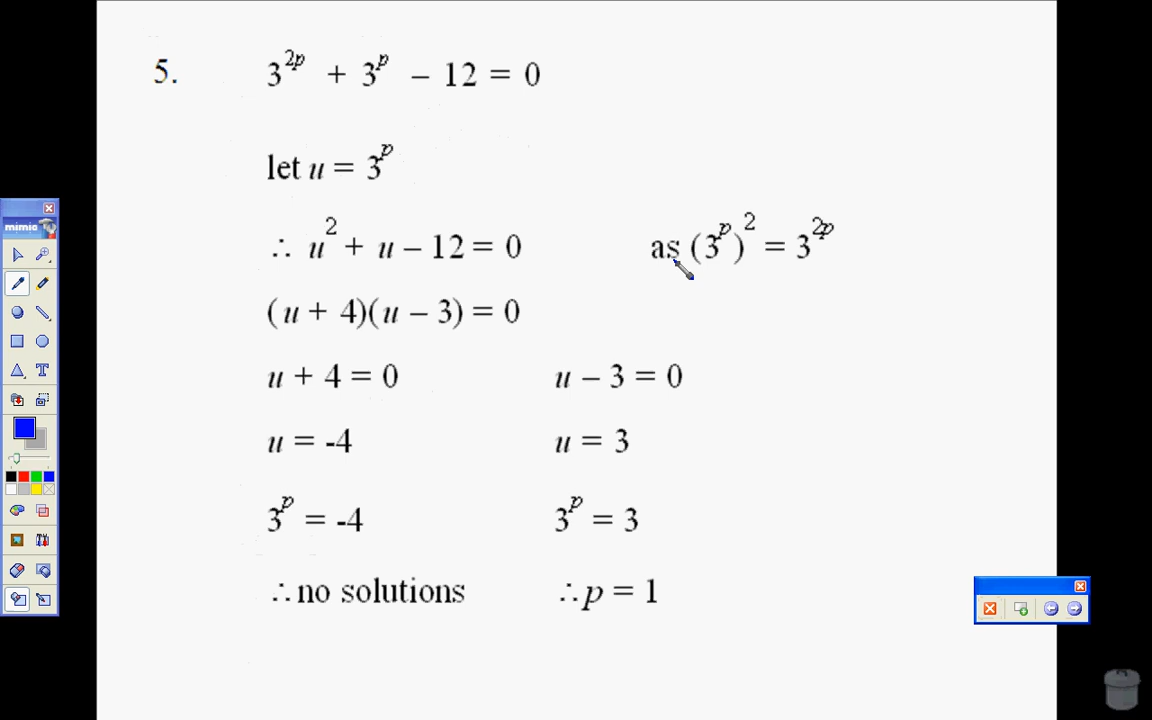 5. 3^2p + 3^p − 12 = 0
let u = 3^p
∴ u^2 + u − 12 = 0 as (3^p)^2 = 3^2p
(u + 4)(u − 3) = 0
u + 4 = 0 u − 3 = 0
u = -4 u = 3
3^p = -4 3^p = 3
∴ no solutions ∴ p = 1
mimio
T